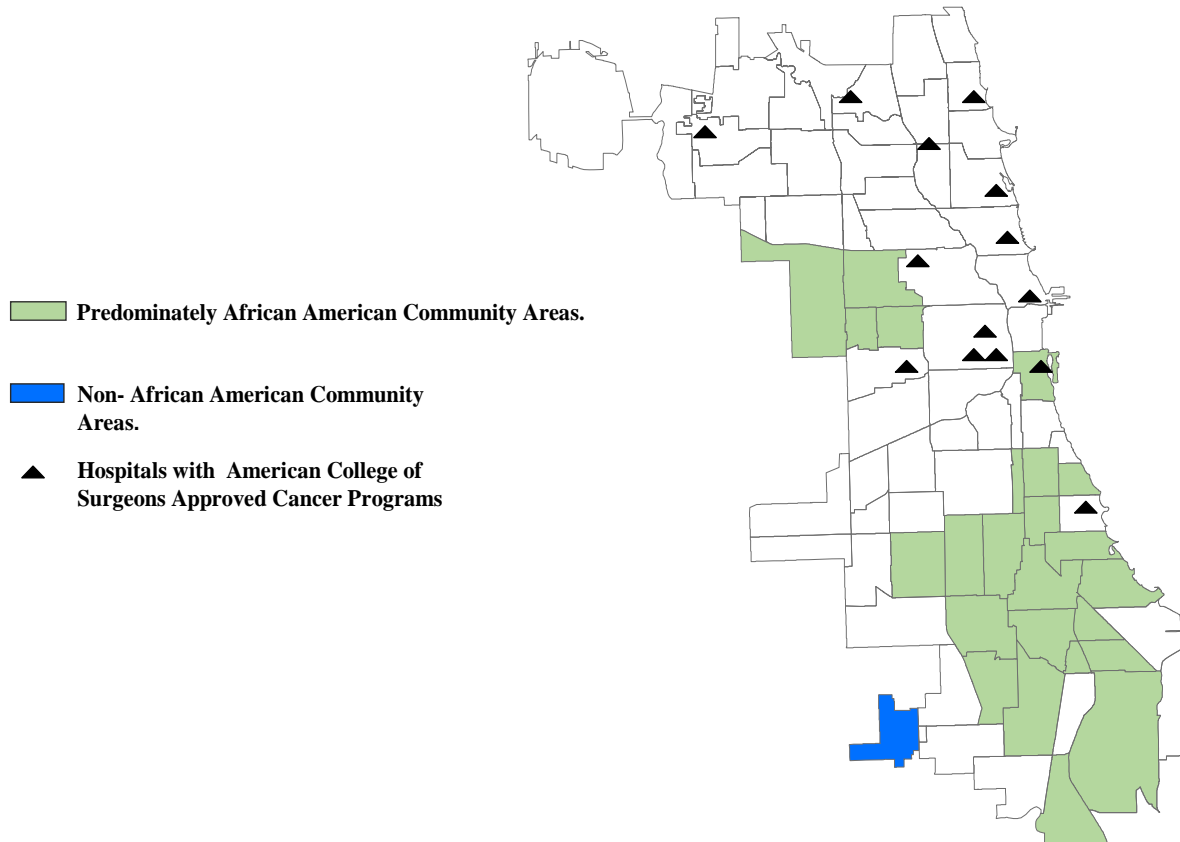 Predominately African American Community Areas.
Non- African American Community
Areas.
Hospitals with American College of
Surgeons Approved Cancer Programs